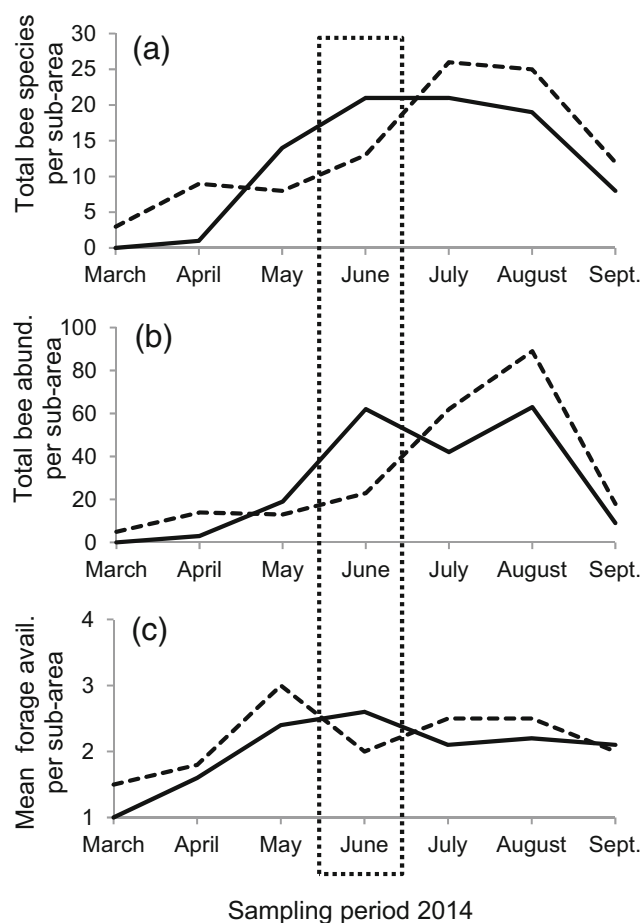 (a)
Total bee species
per sub-area
30
25
20
15
10
5
0
March April May June July August Sept.
(b)
Total bee abund.
per sub-area
100
80
60
40
20
0
March April May June July August Sept.
(c)
Mean forage avail.
per sub-area
4
3
2
1
March April May June July August Sept.
Sampling period 2014